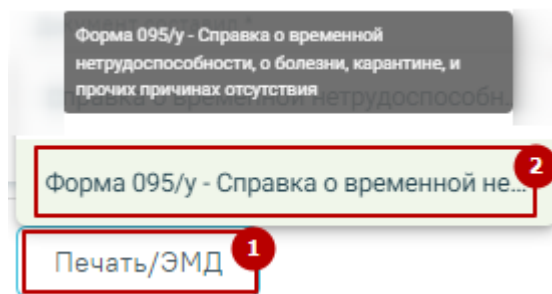 Форма 095/у - Справка о временной
нетрудоспособности, о болезни, карантине, и
прочих причинах отсутствия
2
Форма 095/у - Справка о временной не...
Печать/ЭМД
1